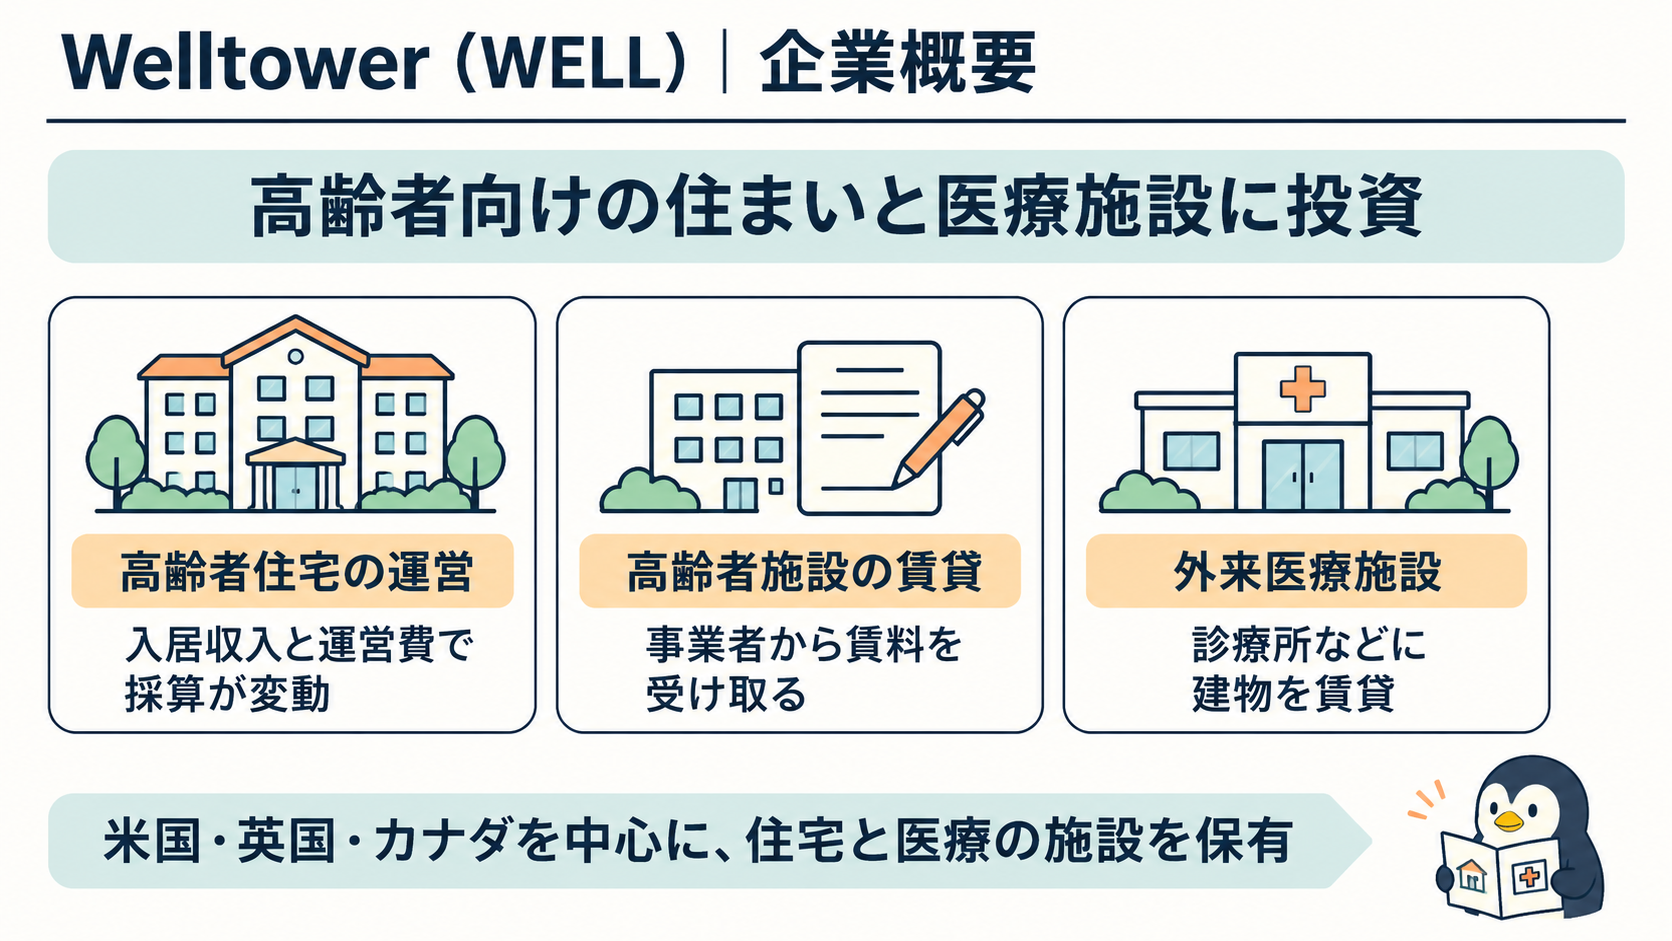 Welltower（WELL）｜企業概要
高齢者向けの住まいと医療施設に投資
高齢者住宅の運営
入居収入と運営費で
採算が変動
高齢者施設の賃貸
事業者から賃料を
受け取る
外来医療施設
診療所などに
建物を賃貸
米国・英国・カナダを中心に、住宅と医療の施設を保有